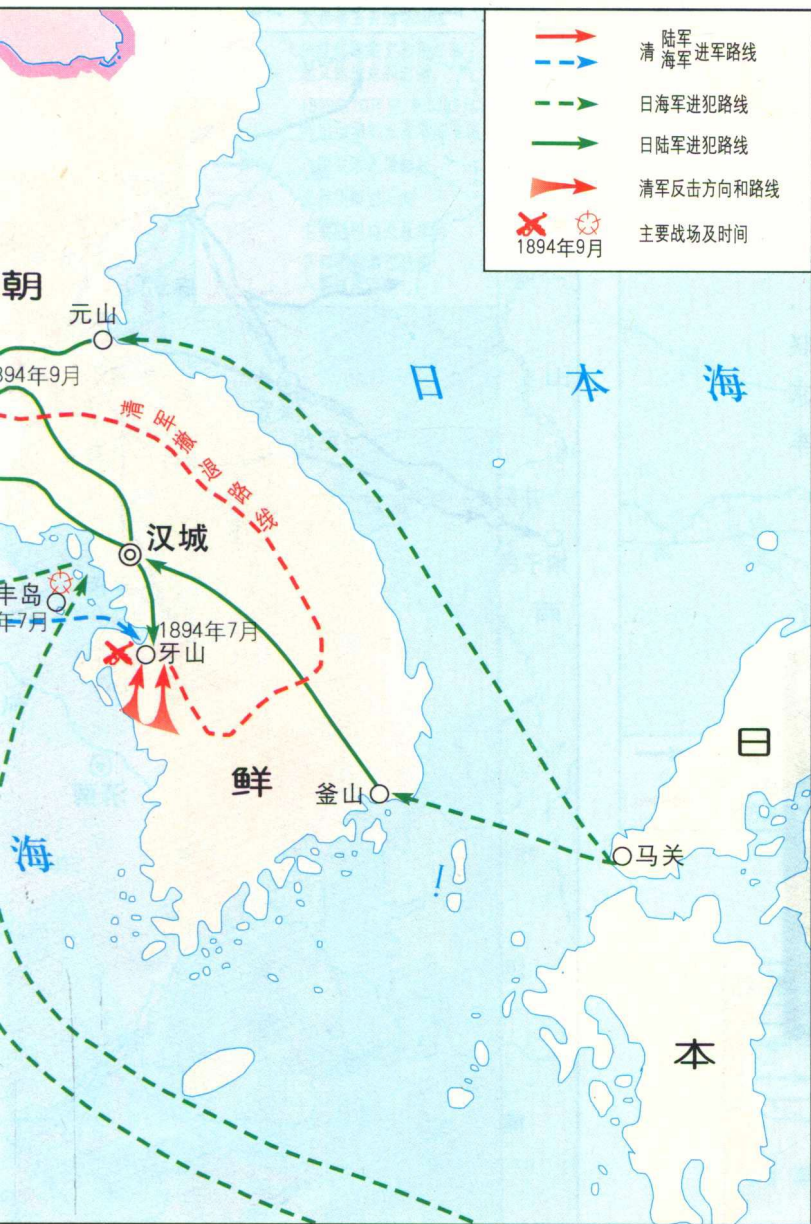 清 陆军 海军 进军路线
日海军进犯路线
日陆军进犯路线
清军反击方向和路线
1894年9月
主要战场及时间
朝
元山
894年9月
日本海
清军撤退路线
汉城
丰岛
年7月
1894年7月
牙山
鲜
釜山
日
海
马关
本